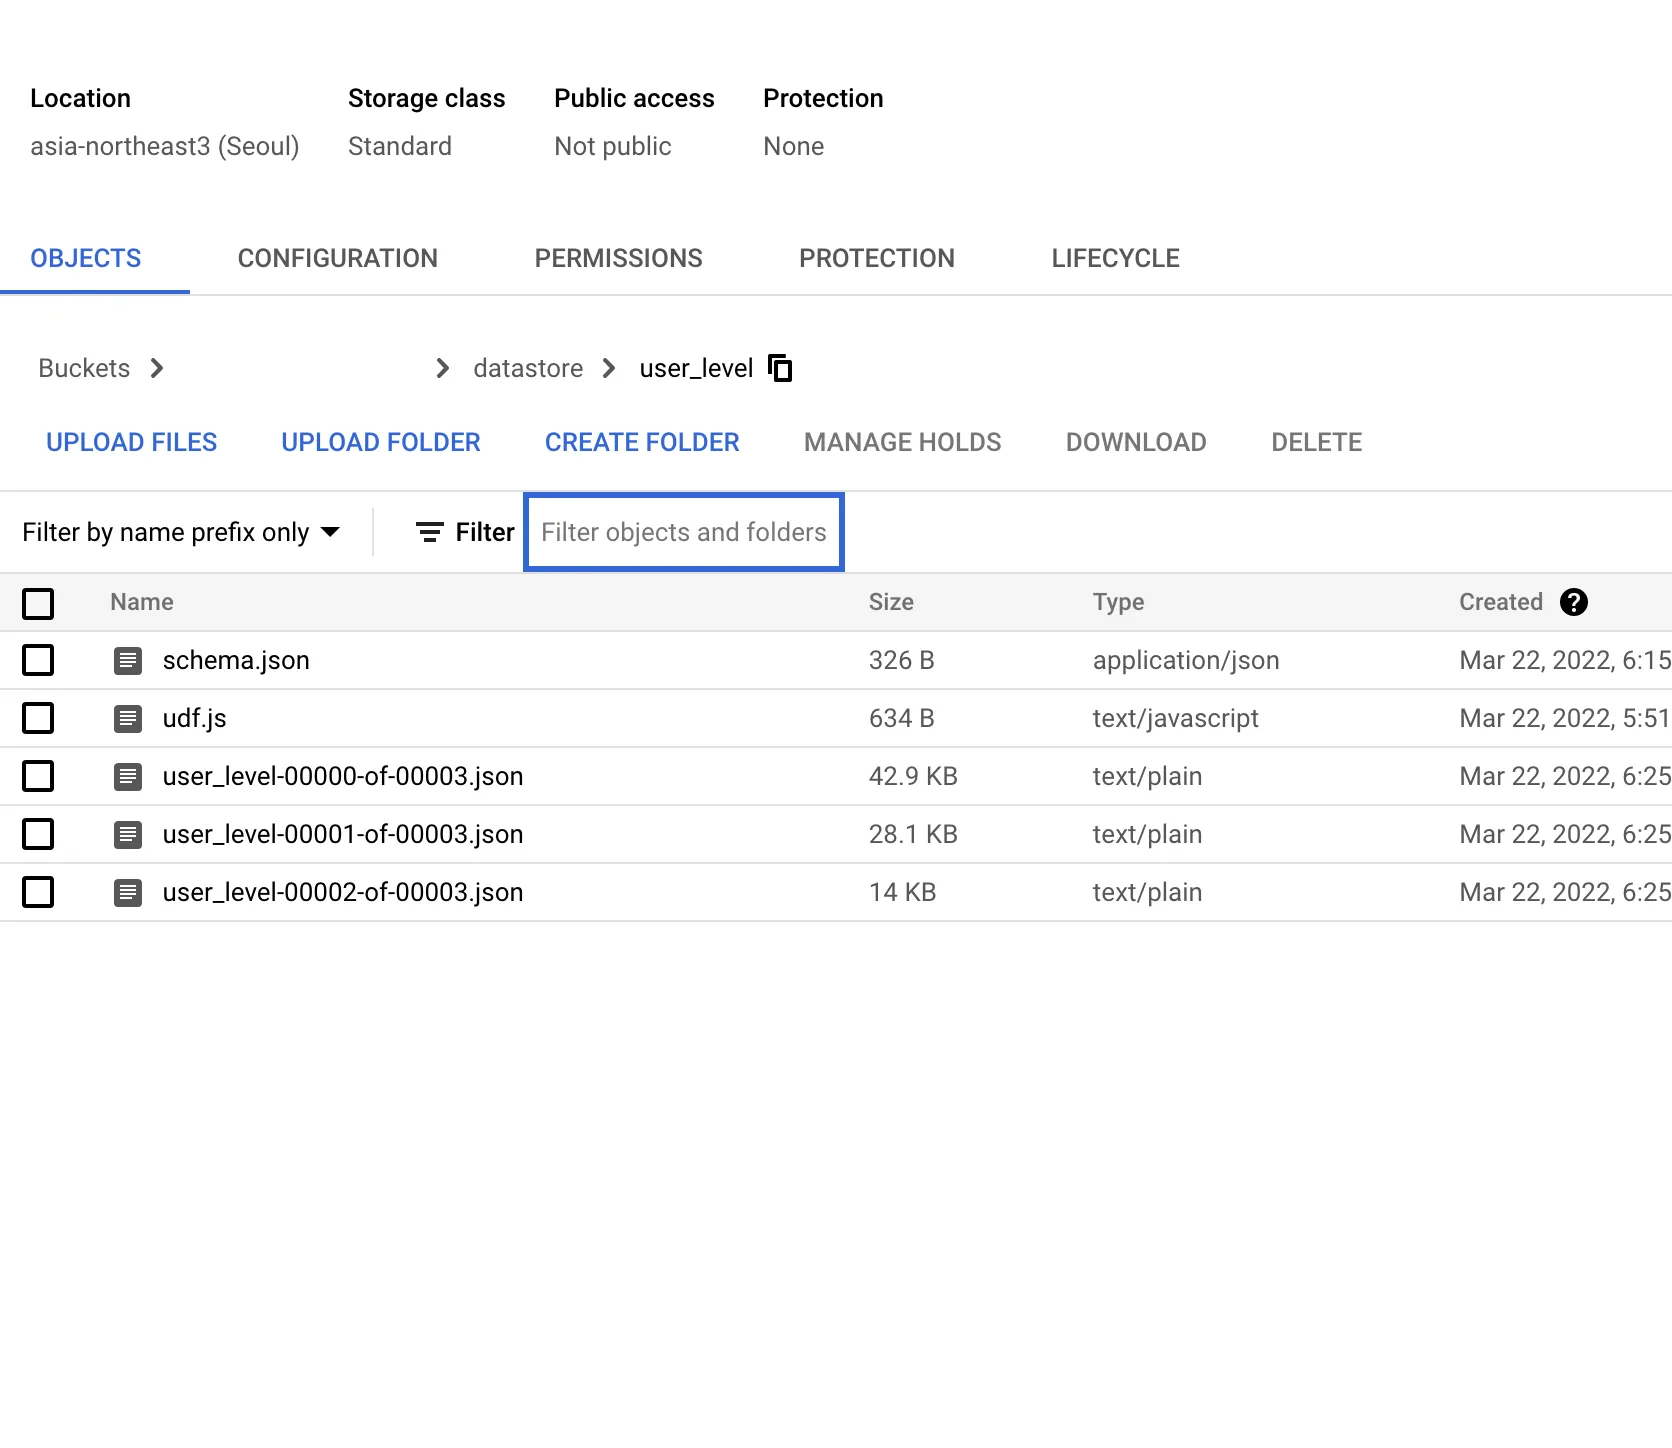 Location Storage class Public access Protection
asia-northeast3 (Seoul) Standard Not public None
OBJECTS CONFIGURATION PERMISSIONS PROTECTION LIFECYCLE
Buckets datastore user_level
UPLOAD FILES UPLOAD FOLDER CREATE FOLDER MANAGE HOLDS DOWNLOAD DELETE
Filter by name prefix only Filter Filter objects and folders
Name Size Type Created ?
schema.json 326 B application/json Mar 22, 2022, 6:15
udf.js 634 B text/javascript Mar 22, 2022, 5:51
user_level-00000-of-00003.json 42.9 KB text/plain Mar 22, 2022, 6:25
user_level-00001-of-00003.json 28.1 KB text/plain Mar 22, 2022, 6:25
user_level-00002-of-00003.json 14 KB text/plain Mar 22, 2022, 6:25